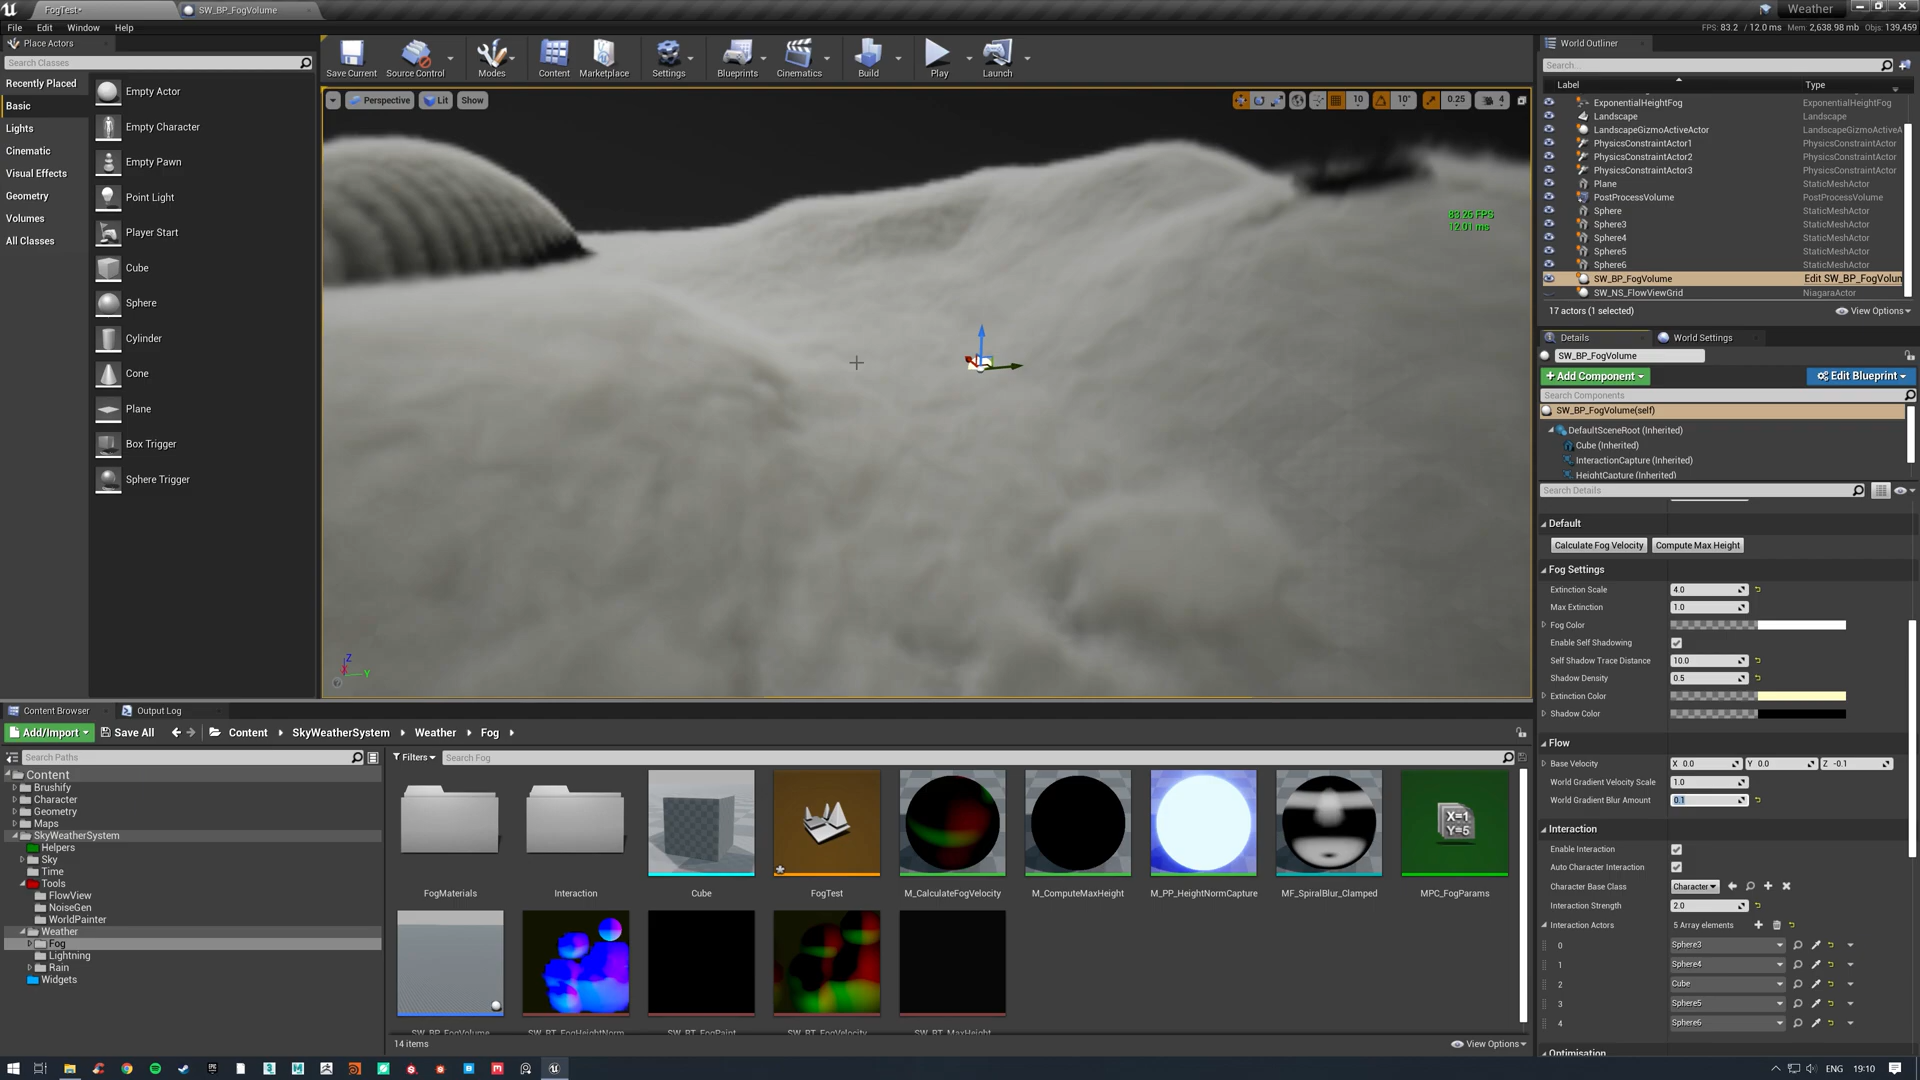 FogTest*
SW_BP_FogVolume
Weather
File Edit Window Help
FPS: 83.2 / 12.0 ms Mem: 2,638.98 mb Objs: 139,459
Place Actors
Search Classes
Recently Placed
Basic
Lights
Cinematic
Visual Effects
Geometry
Volumes
All Classes
Empty Actor
Empty Character
Empty Pawn
Point Light
Player Start
Cube
Sphere
Cylinder
Cone
Plane
Box Trigger
Sphere Trigger
Save Current Source Control Modes Content Marketplace Settings Blueprints Cinematics Build Play Launch
Perspective Lit Show
10 10° 0.25 4
83.25 FPS
12.01 ms
Z
X
Y
World Outliner
Search...
Label Type
ExponentialHeightFog ExponentialHeightFog
Landscape Landscape
LandscapeGizmoActiveActor LandscapeGizmoActiveA
PhysicsConstraintActor1 PhysicsConstraintActor
PhysicsConstraintActor2 PhysicsConstraintActor
PhysicsConstraintActor3 PhysicsConstraintActor
Plane StaticMeshActor
PostProcessVolume PostProcessVolume
Sphere StaticMeshActor
Sphere3 StaticMeshActor
Sphere4 StaticMeshActor
Sphere5 StaticMeshActor
Sphere6 StaticMeshActor
SW_BP_FogVolume Edit SW_BP_FogVolum
SW_NS_FlowViewGrid NiagaraActor
17 actors (1 selected) View Options
Details World Settings
SW_BP_FogVolume
Add Component Edit Blueprint
Search Components
SW_BP_FogVolume(self)
DefaultSceneRoot (Inherited)
Cube (Inherited)
InteractionCapture (Inherited)
HeightCapture (Inherited)
Search Details
Default
Calculate Fog Velocity Compute Max Height
Fog Settings
Extinction Scale 4.0
Max Extinction 1.0
Fog Color
Enable Self Shadowing
Self Shadow Trace Distance 10.0
Shadow Density 0.5
Extinction Color
Shadow Color
Flow
Base Velocity X 0.0 Y 0.0 Z -0.1
World Gradient Velocity Scale 1.0
World Gradient Blur Amount 0.1
Interaction
Enable Interaction
Auto Character Interaction
Character Base Class Character
Interaction Strength 2.0
Interaction Actors 5 Array elements
0 Sphere3
1 Sphere4
2 Cube
3 Sphere5
4 Sphere6
Optimisation
Content Browser Output Log
Add/Import Save All Content SkyWeatherSystem Weather Fog
Search Paths
Filters Search Fog
Content
Brushify
Character
Geometry
Maps
SkyWeatherSystem
Helpers
Sky
Time
Tools
FlowView
NoiseGen
WorldPainter
Weather
Fog
Lightning
Rain
Widgets
X=1
Y=5
FogMaterials Interaction Cube FogTest M_CalculateFogVelocity M_ComputeMaxHeight M_PP_HeightNormCapture MF_SpiralBlur_Clamped MPC_FogParams
SW_BP_FogVolume SW_BT_FogHeightNorm SW_BT_FogPaint SW_BT_FogVelocity SW_BT_MaxHeight
14 items View Options
ENG 19:10